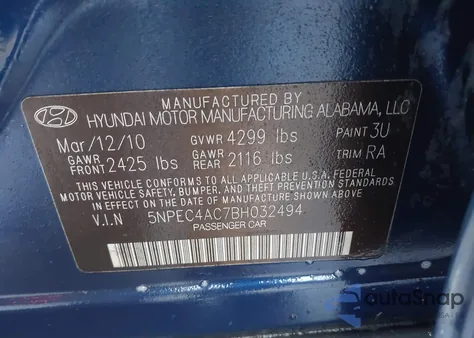 MANUFACTURED BY
HYUNDAI MOTOR MANUFACTURING ALABAMA, LLC
Mar/12/10 GVWR 4299 lbs PAINT 3U
GAWR FRONT 2425 lbs GAWR REAR 2116 lbs TRIM RA
THIS VEHICLE CONFORMS TO ALL APPLICABLE FEDERAL
MOTOR VEHICLE SAFETY, BUMPER, AND THEFT PREVENTION
STANDARDS IN EFFECT ON THE DATE OF MANUFACTURE SHOWN ABOVE.
V.I.N 5NPEC4AC7BH032494
PASSENGER CAR
AutoSnap